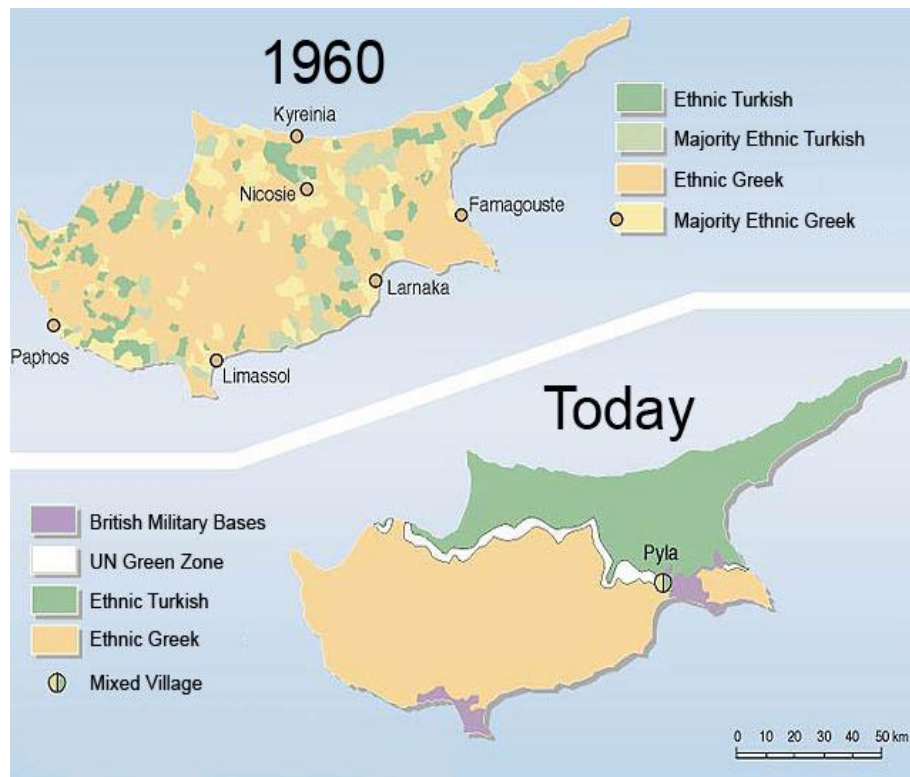 1960
Kyreinia
Nicosie
Famagouste
Larnaka
Paphos
Limassol
Ethnic Turkish
Majority Ethnic Turkish
Ethnic Greek
Majority Ethnic Greek
Today
Pyla
British Military Bases
UN Green Zone
Ethnic Turkish
Ethnic Greek
Mixed Village
0 10 20 30 40 50 km